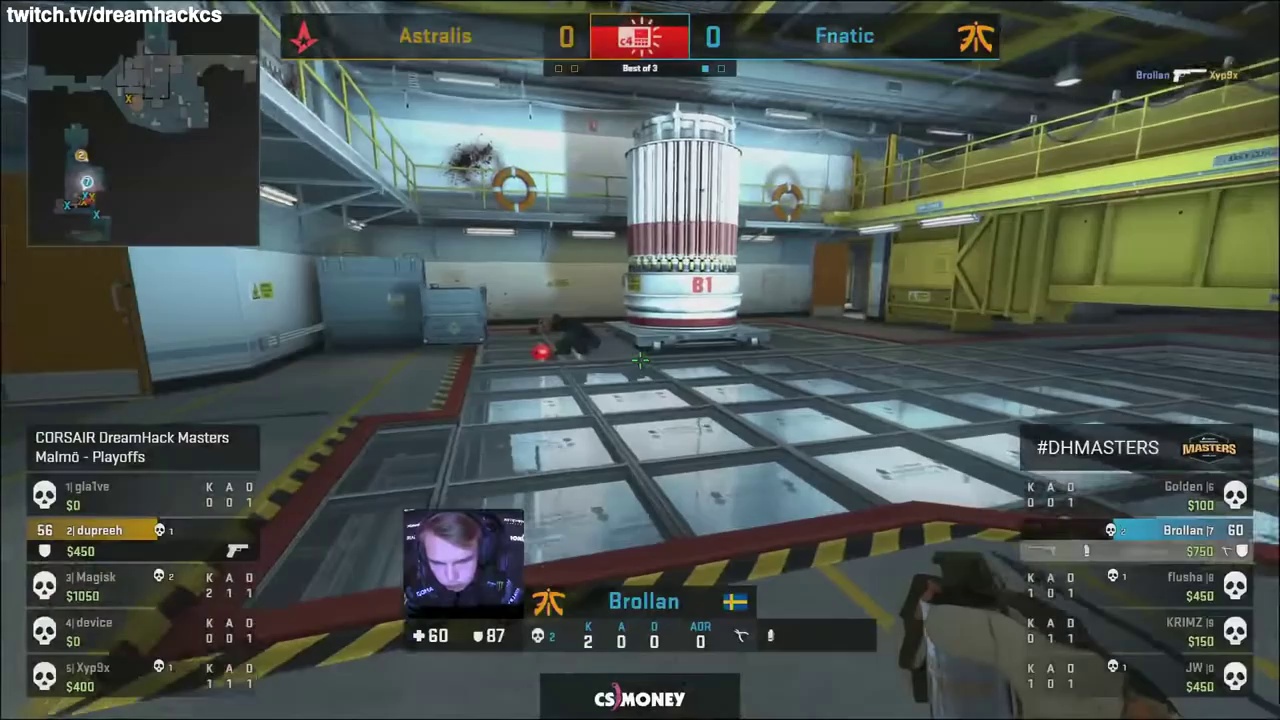 twitch.tv/dreamhackcs
Astralis
0
C4
0
Fnatic
Best of 3
Brollan Xyp9x
X
2
7
X X X
B1
CORSAIR DreamHack Masters
Malmö - Playoffs
1| gla1ve K A D
$0 0 0 1
56 2| dupreeh 1
$450
3| Magisk 2 K A D
$1050 2 1 1
4| device K A D
$0 0 0 1
5| Xyp9x 1 K A D
$400 1 1 1
#DHMASTERS
MASTERS
K A D Golden |6
0 0 1 $100
2 Brollan |7 60
$750
K A D 1 flusha |8
1 0 1 $450
K A D KRIMZ |9
0 1 1 $150
K A D 1 JW |0
1 0 1 $450
Brollan
60 87 2
K A D ADR
2 0 0 0
CS MONEY